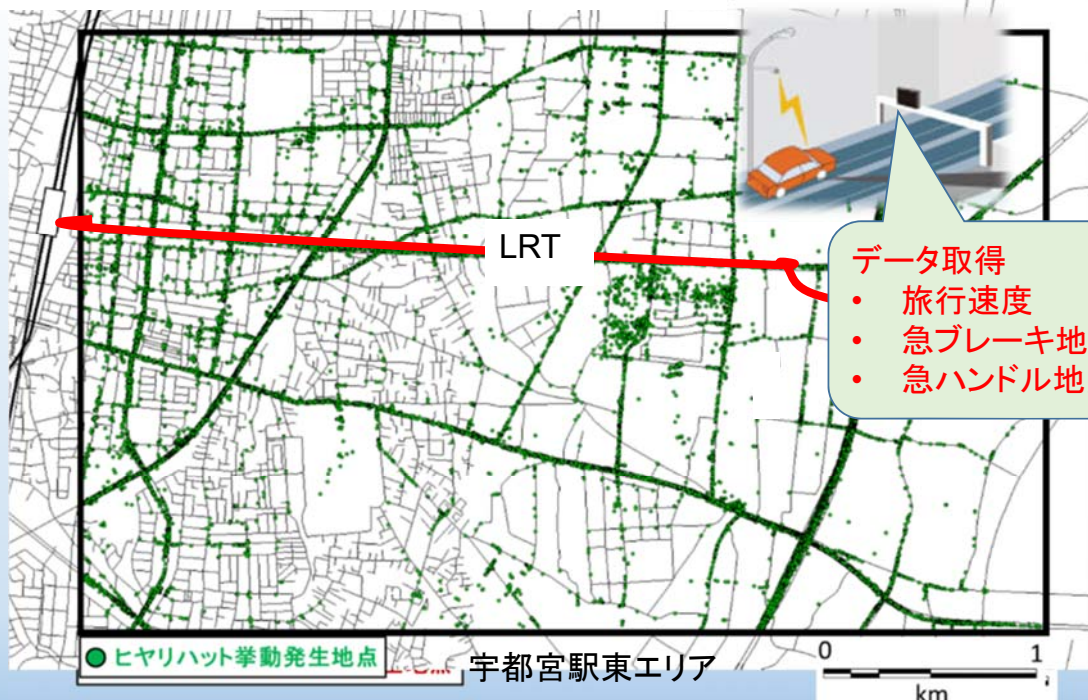 LRT
データ取得
• 旅行速度
• 急ブレーキ地
• 急ハンドル地
ヒヤリハット挙動発生地点
宇都宮駅東エリア
0 1
km